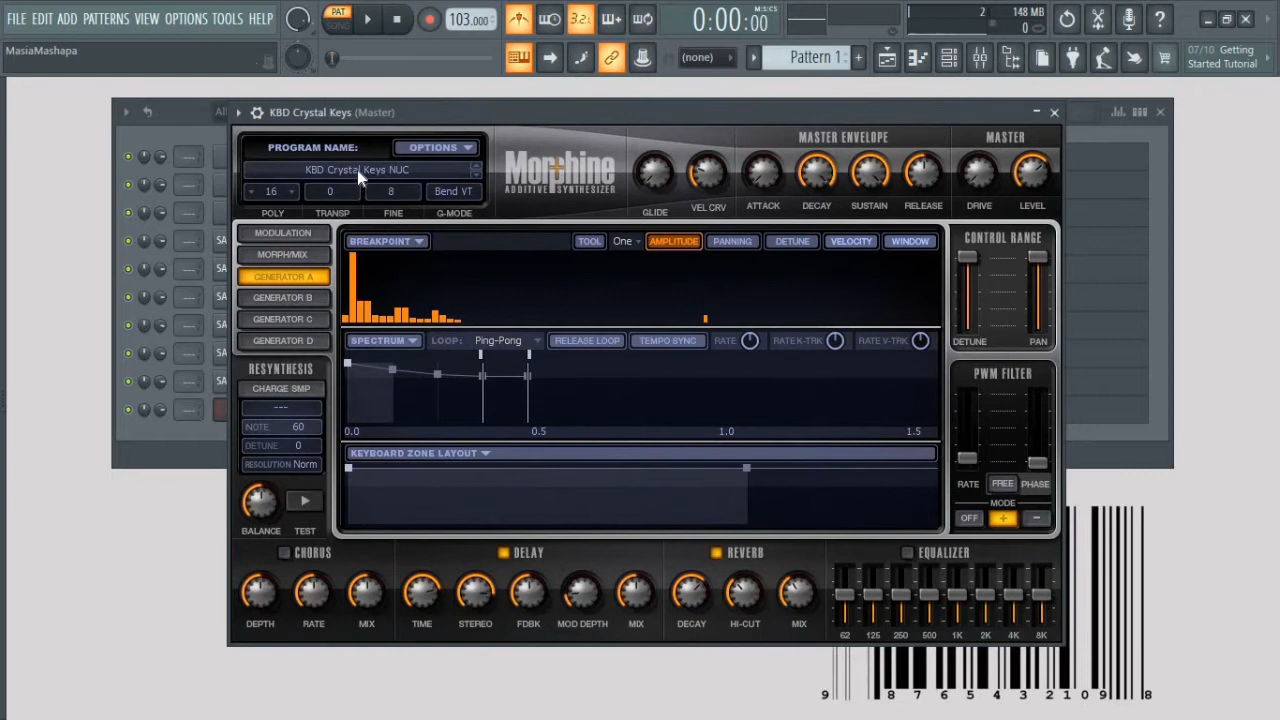 FILE EDIT ADD PATTERNS VIEW OPTIONS TOOLS HELP
MasiaMashapa
PAT
SONG
103.000
3.2.
0:00:00
M:S:CS
2
148 MB
0
(none)
Pattern 1
07/10 Getting
Started Tutorial
KBD Crystal Keys (Master)
PROGRAM NAME:
OPTIONS
KBD Crystal Keys NUC
16 0 8 Bend VT
POLY TRANSP FINE G-MODE
Morphine
ADDITIVE SYNTHESIZER
GLIDE VEL CRV
MASTER ENVELOPE
ATTACK DECAY SUSTAIN RELEASE
MASTER
DRIVE LEVEL
MODULATION
MORPH/MIX
GENERATOR A
GENERATOR B
GENERATOR C
GENERATOR D
RESYNTHESIS
CHARGE SMP
---
NOTE 60
DETUNE 0
RESOLUTION Norm
BALANCE TEST
BREAKPOINT TOOL One AMPLITUDE PANNING DETUNE VELOCITY WINDOW
SPECTRUM LOOP: Ping-Pong RELEASE LOOP TEMPO SYNC RATE RATE K-TRK RATE V-TRK
0.0 0.5 1.0 1.5
KEYBOARD ZONE LAYOUT
CONTROL RANGE
DETUNE PAN
PWM FILTER
RATE FREE PHASE
MODE
OFF + -
CHORUS
DEPTH RATE MIX
DELAY
TIME STEREO FDBK MOD DEPTH MIX
REVERB
DECAY HI-CUT MIX
EQUALIZER
62 125 250 500 1K 2K 4K 8K
9 8 7 6 5 4 3 2 1 0 9 8